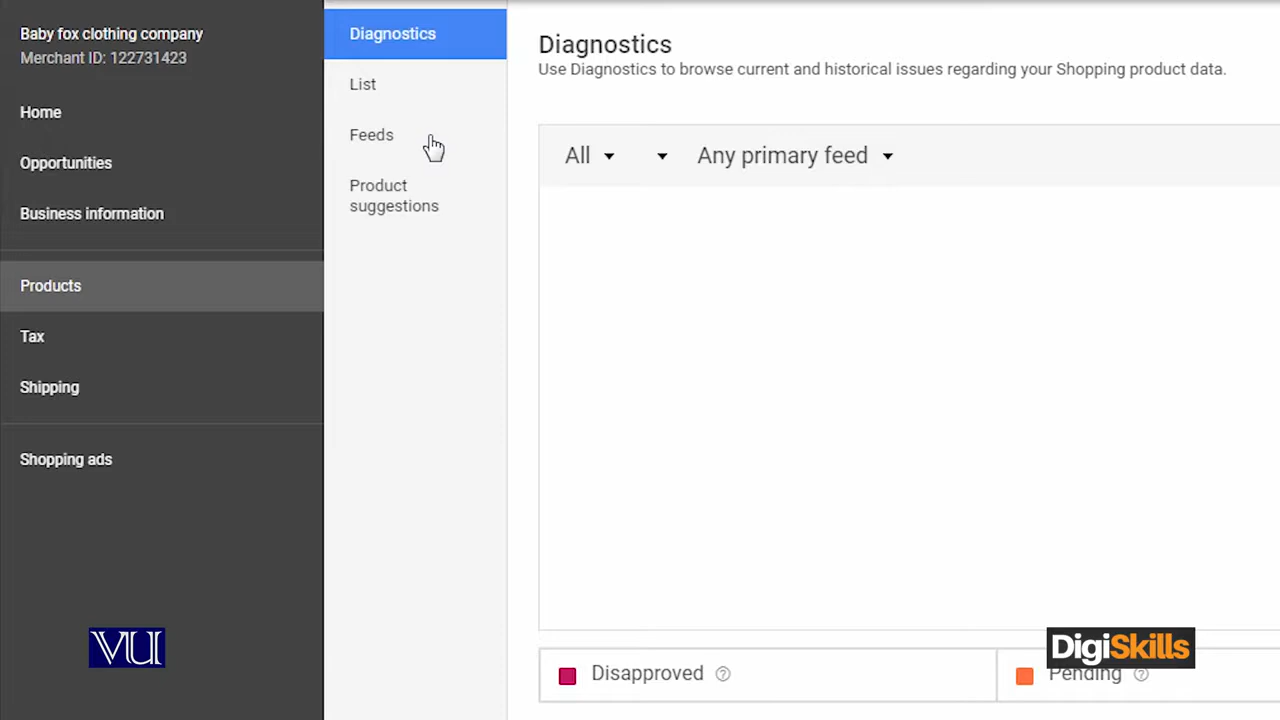 Baby fox clothing company
Merchant ID: 122731423
Home
Opportunities
Business information
Products
Tax
Shipping
Shopping ads
Diagnostics
List
Feeds
Product
suggestions
Diagnostics
Use Diagnostics to browse current and historical issues regarding your Shopping product data.
All
Any primary feed
Disapproved
Pending
VU
DigiSkills